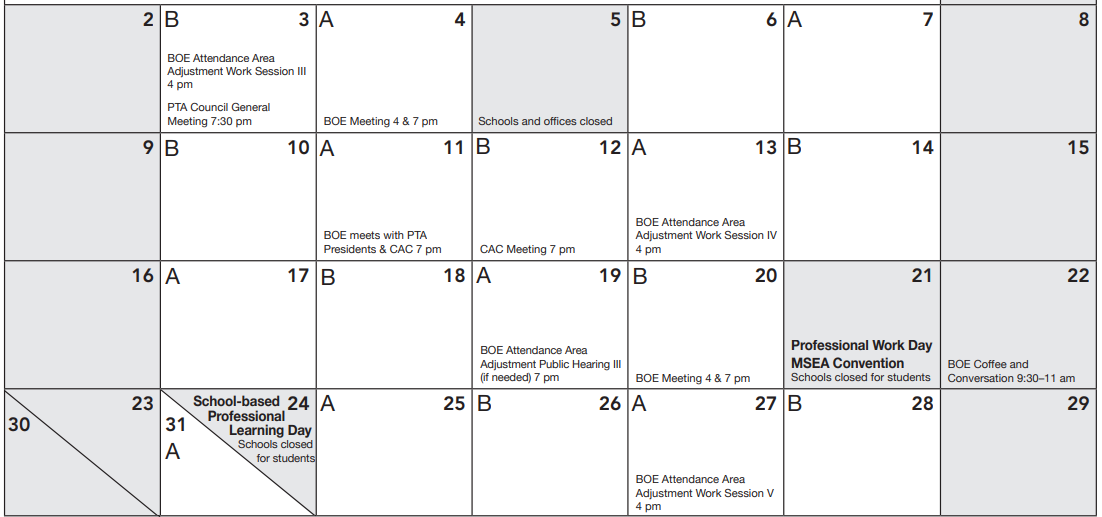 2
B 3
BOE Attendance Area
Adjustment Work Session III
4 pm
PTA Council General
Meeting 7:30 pm
A 4
BOE Meeting 4 & 7 pm
5
Schools and offices closed
B 6
A 7
8
9
B 10
A 11
BOE meets with PTA
Presidents & CAC 7 pm
B 12
CAC Meeting 7 pm
A 13
BOE Attendance Area
Adjustment Work Session IV
4 pm
B 14
15
16
A 17
B 18
A 19
BOE Attendance Area
Adjustment Public Hearing III
(if needed) 7 pm
B 20
BOE Meeting 4 & 7 pm
21
Professional Work Day
MSEA Convention
Schools closed for students
22
BOE Coffee and
Conversation 9:30–11 am
23
30
School-based 24
Professional
Learning Day
Schools closed
for students
31
A
A 25
B 26
A 27
BOE Attendance Area
Adjustment Work Session V
4 pm
B 28
29